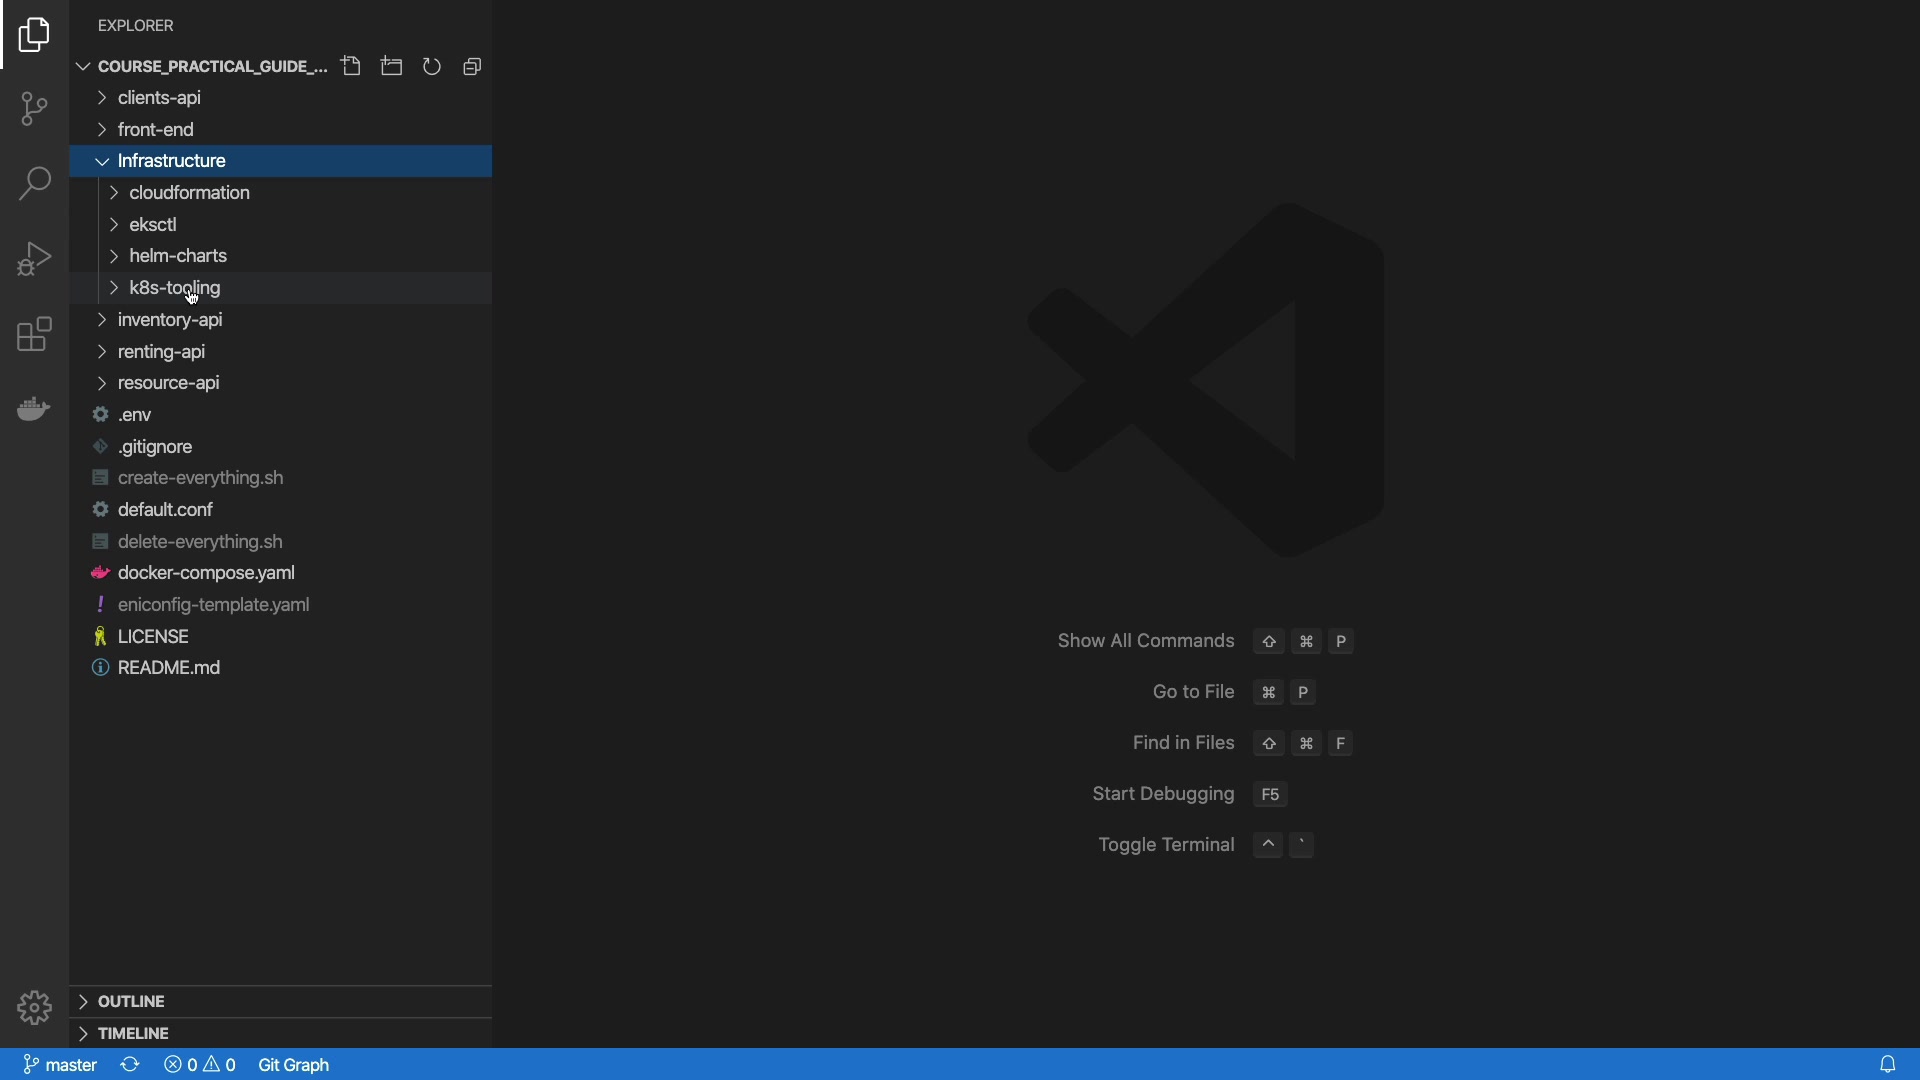 EXPLORER
COURSE_PRACTICAL_GUIDE_...
clients-api
front-end
Infrastructure
cloudformation
eksctl
helm-charts
k8s-tooling
inventory-api
renting-api
resource-api
.env
.gitignore
create-everything.sh
default.conf
delete-everything.sh
docker-compose.yaml
! eniconfig-template.yaml
LICENSE
README.md
Show All Commands ⇧ ⌘ P
Go to File ⌘ P
Find in Files ⇧ ⌘ F
Start Debugging F5
Toggle Terminal ^ `
OUTLINE
TIMELINE
master 0 0 Git Graph